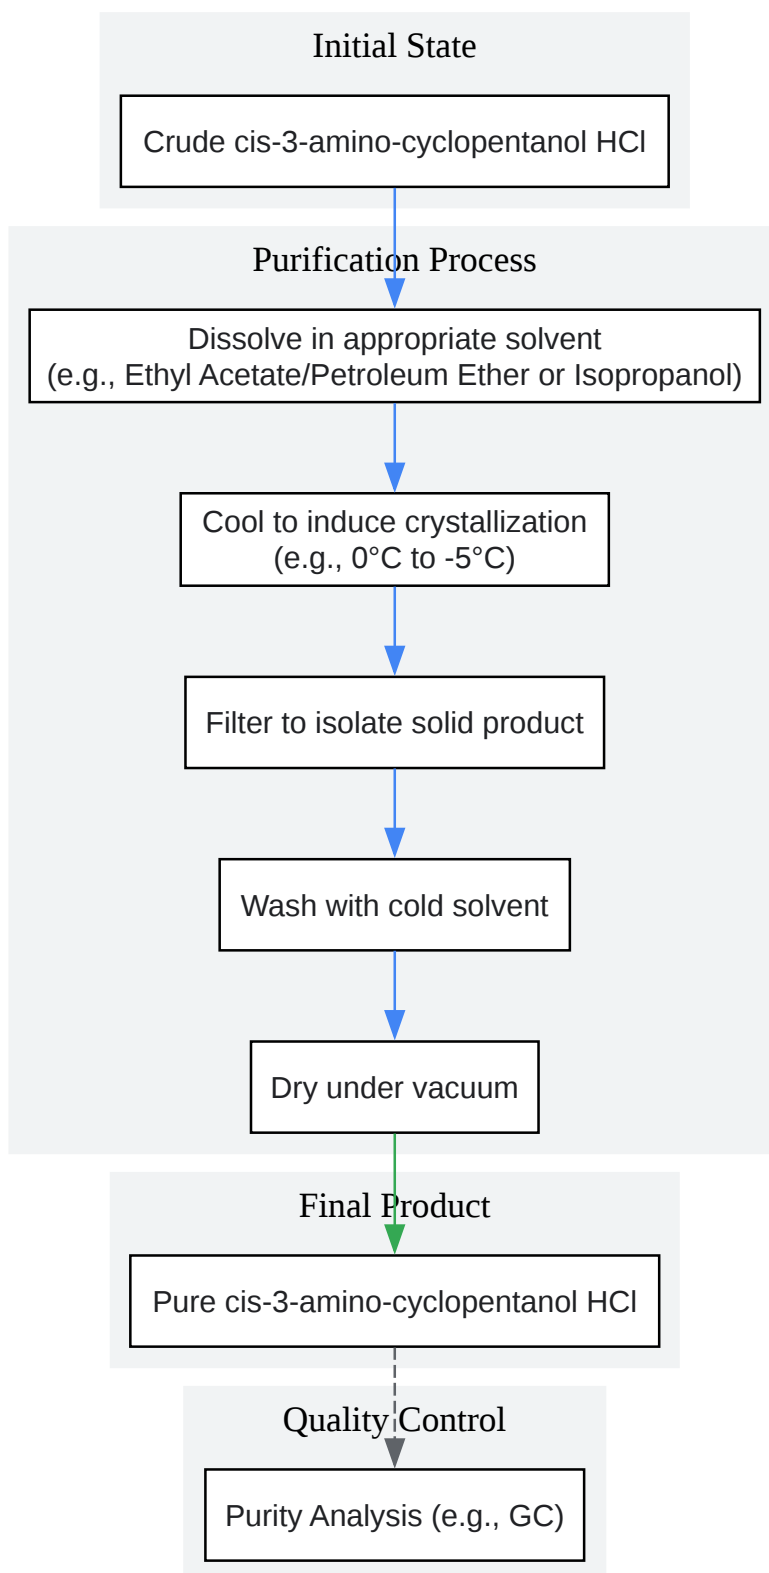 Initial State
Crude cis-3-amino-cyclopentanol HCl
Purification Process
Dissolve in appropriate solvent
(e.g., Ethyl Acetate/Petroleum Ether or Isopropanol)
Cool to induce crystallization
(e.g., 0°C to -5°C)
Filter to isolate solid product
Wash with cold solvent
Dry under vacuum
Final Product
Pure cis-3-amino-cyclopentanol HCl
Quality Control
Purity Analysis (e.g., GC)